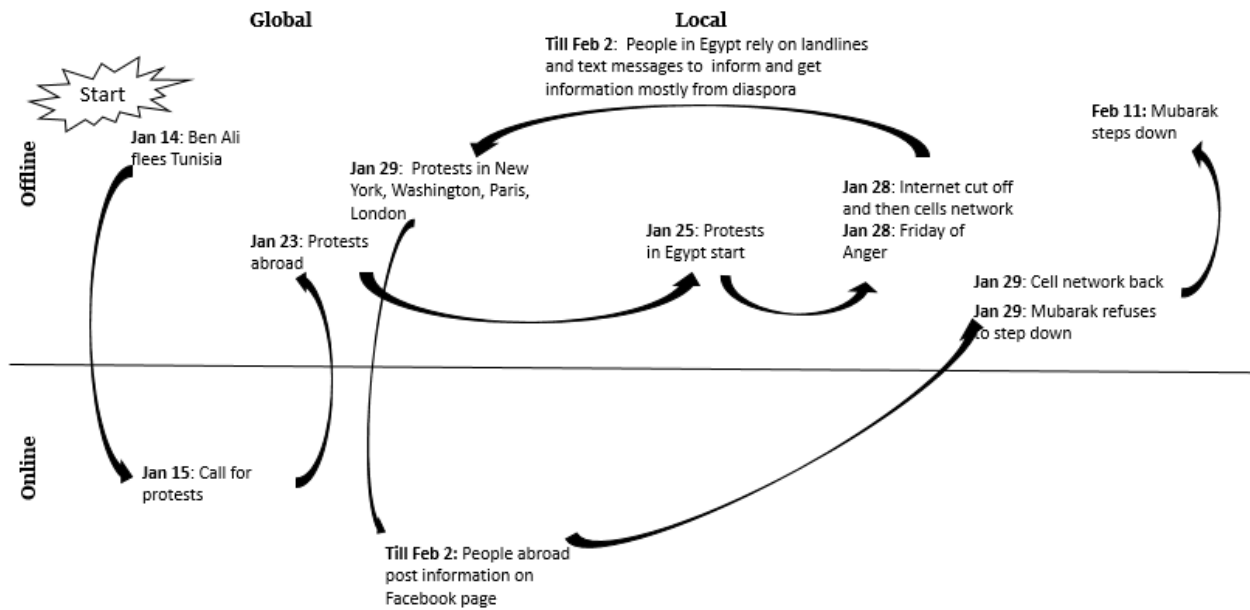 Global
Local
Till Feb 2: People in Egypt rely on landlines
and text messages to inform and get
information mostly from diaspora
Start
Offline
Jan 14: Ben Ali
flees Tunisia
Jan 29: Protests in New
York, Washington, Paris,
London
Jan 23: Protests
abroad
Jan 25: Protests
in Egypt start
Jan 28: Internet cut off
and then cells network
Jan 28: Friday of
Anger
Feb 11: Mubarak
steps down
Jan 29: Cell network back
Jan 29: Mubarak refuses
to step down
Online
Jan 15: Call for
protests
Till Feb 2: People abroad
post information on
Facebook page